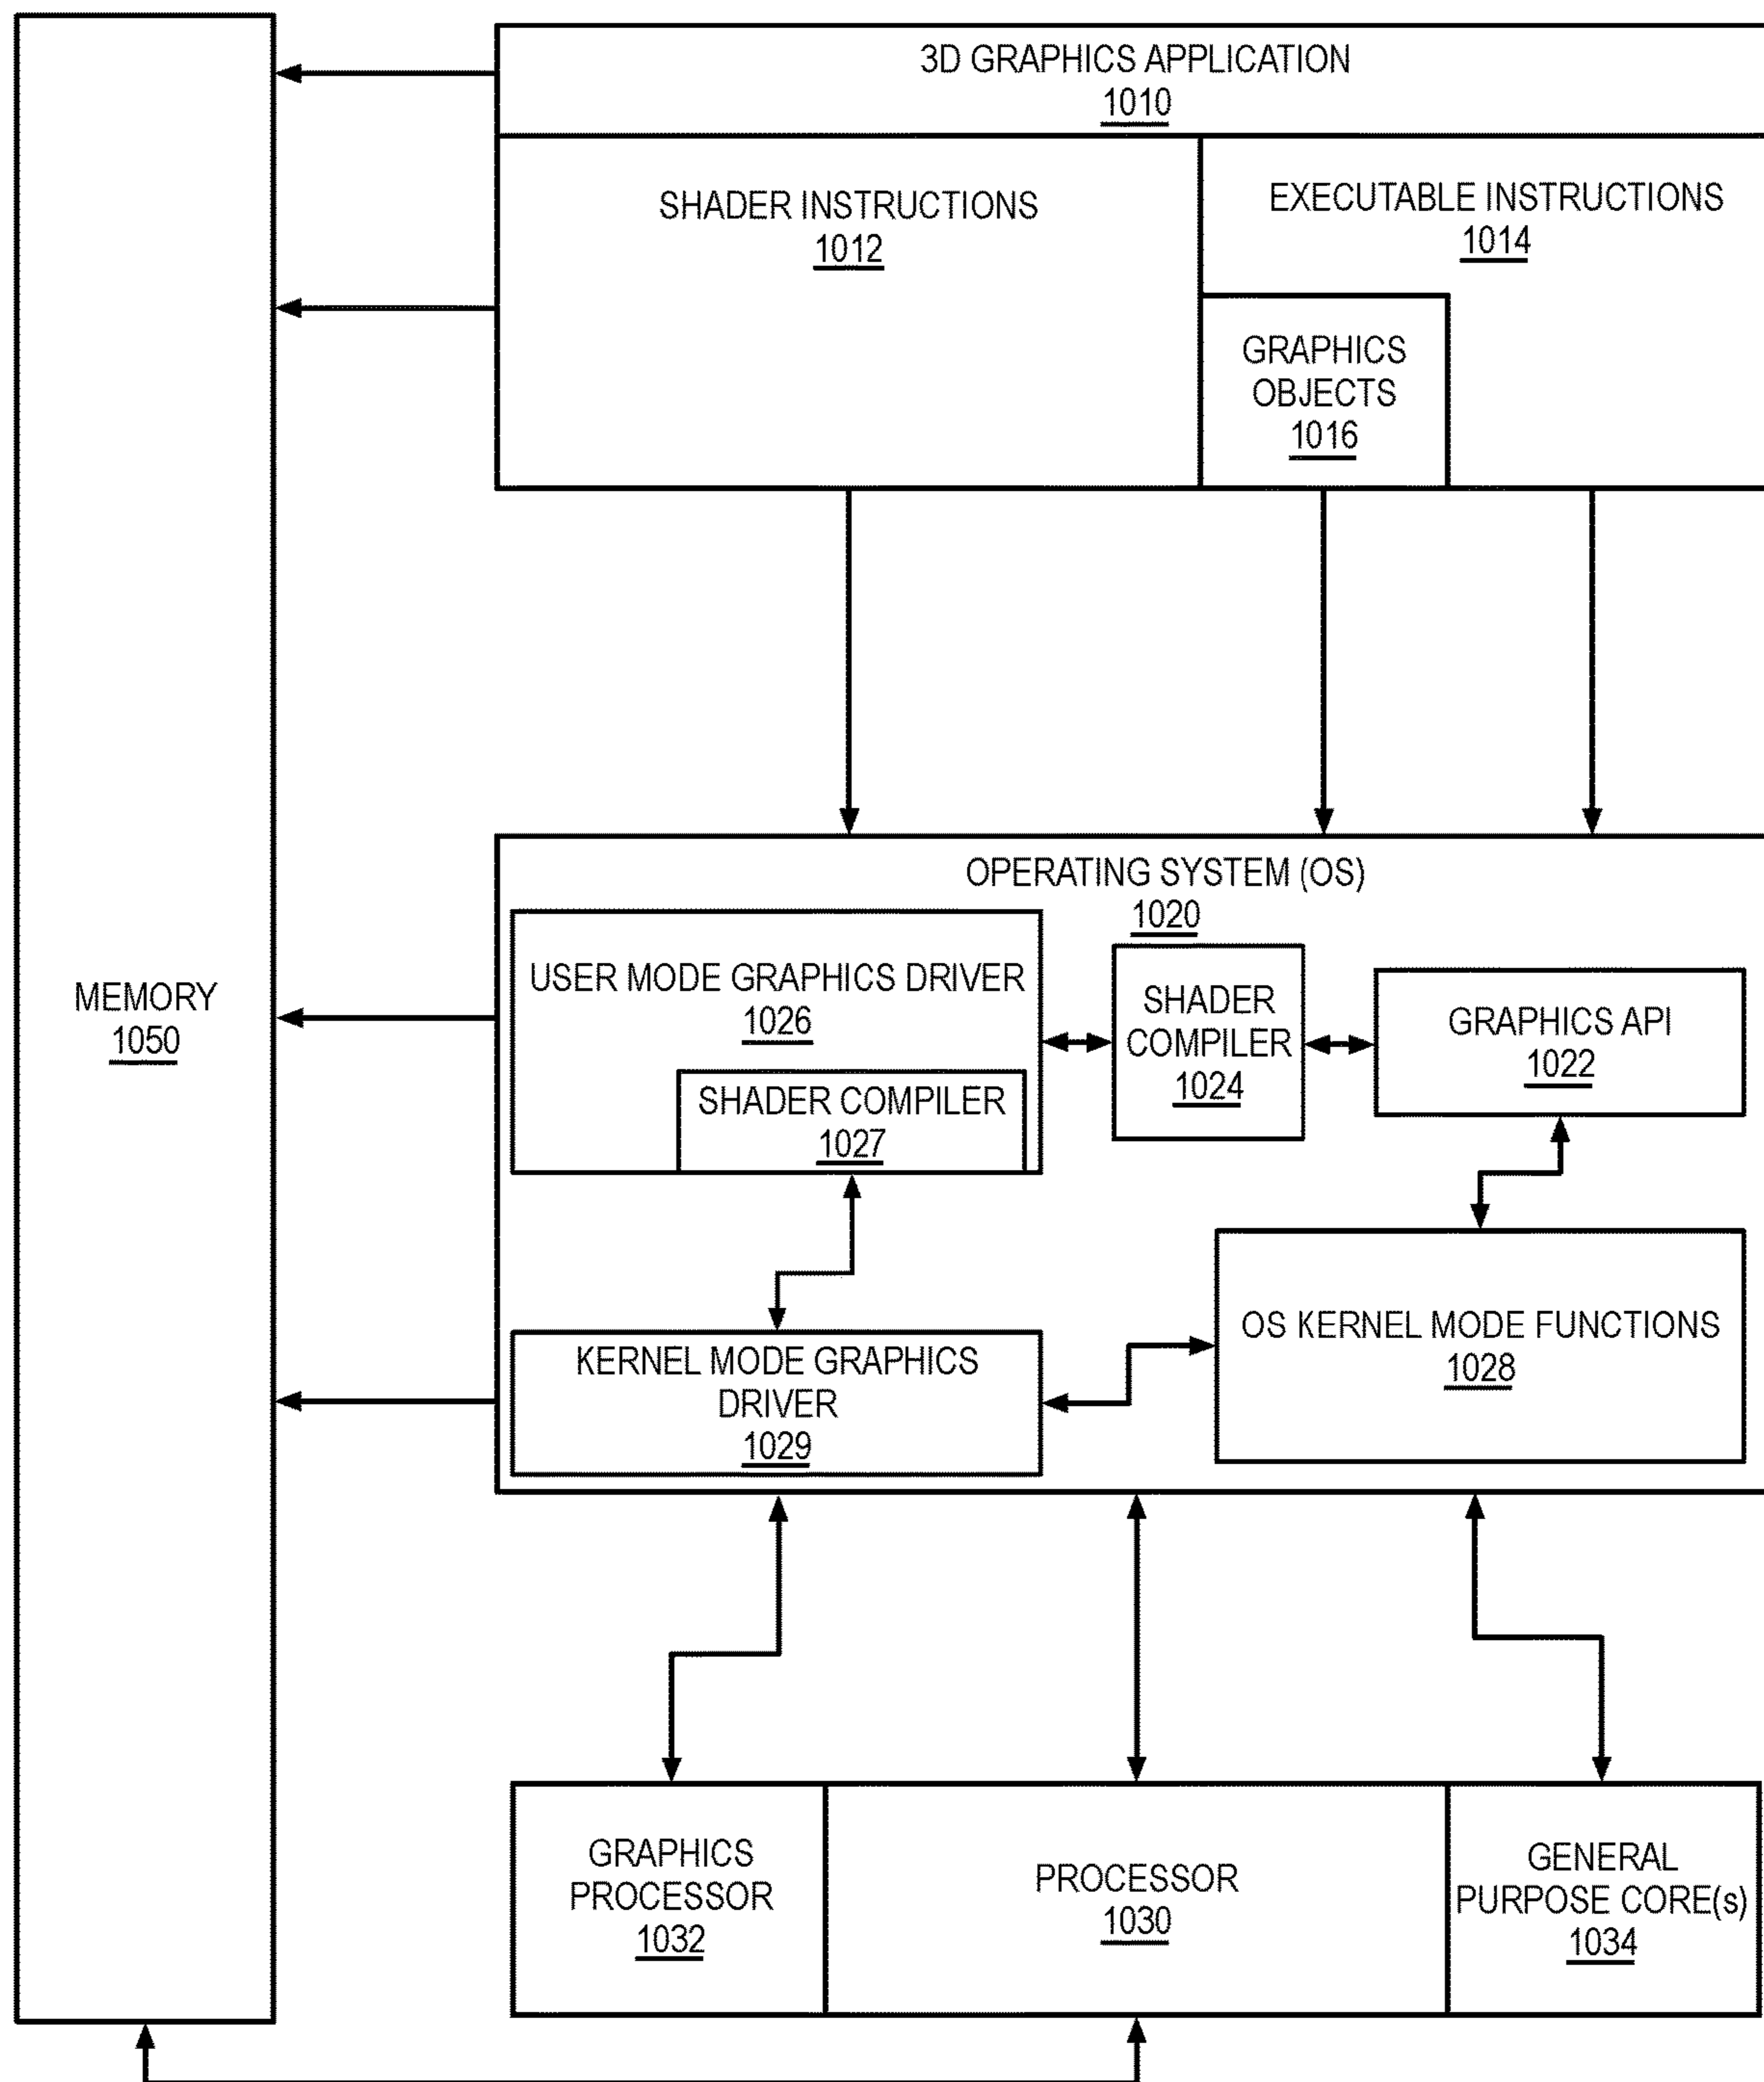 3D GRAPHICS APPLICATION
1010
SHADER INSTRUCTIONS
1012
EXECUTABLE INSTRUCTIONS
1014
GRAPHICS
OBJECTS
1016
OPERATING SYSTEM (OS)
1020
USER MODE GRAPHICS DRIVER
1026
SHADER COMPILER
1027
SHADER
COMPILER
1024
GRAPHICS API
1022
MEMORY
1050
OS KERNEL MODE FUNCTIONS
1028
KERNEL MODE GRAPHICS
DRIVER
1029
GRAPHICS
PROCESSOR
1032
PROCESSOR
1030
GENERAL
PURPOSE CORE(s)
1034